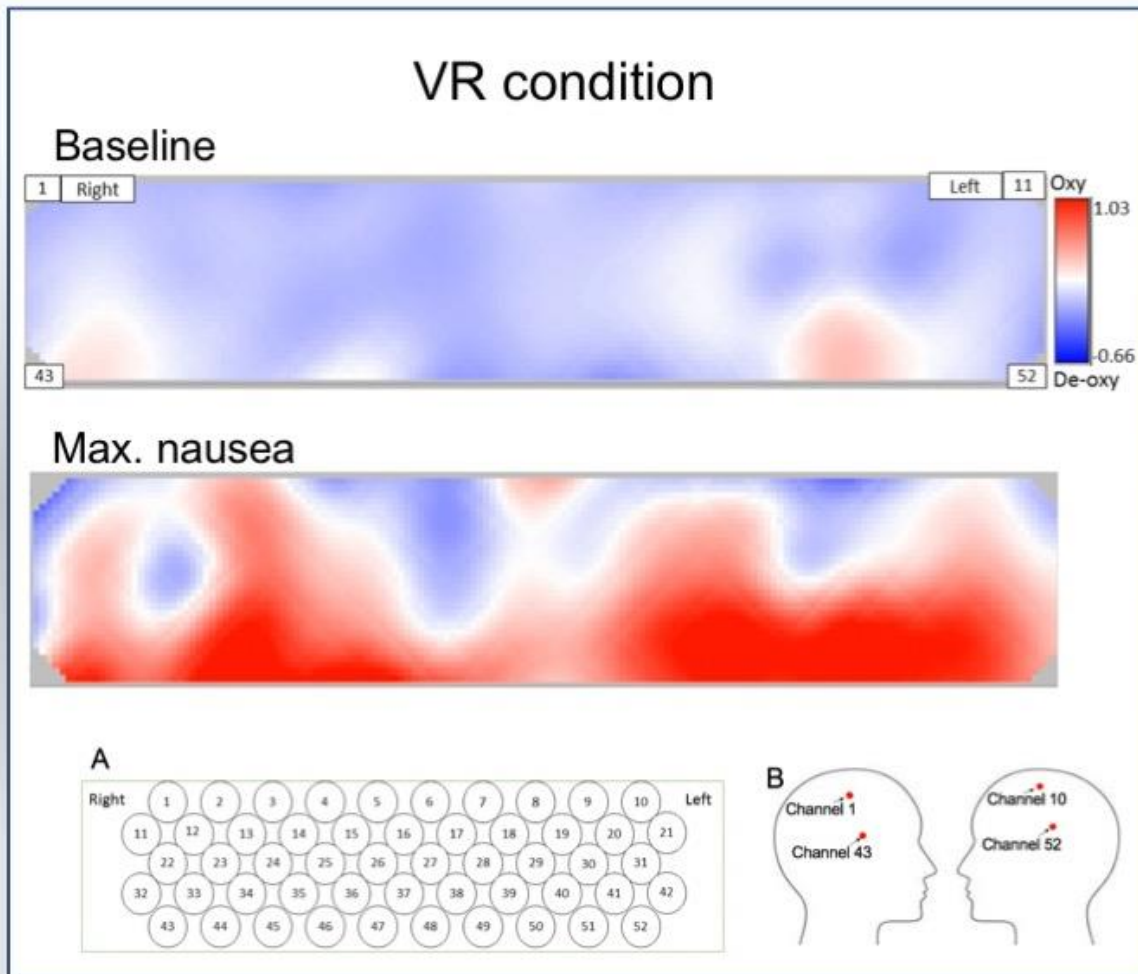 VR condition
Baseline
1 Right Left 11 Oxy
1.03
-0.66
43 52 De-oxy
Max. nausea
A
Right 1 2 3 4 5 6 7 8 9 10 Left
11 12 13 14 15 16 17 18 19 20 21
22 23 24 25 26 27 28 29 30 31
32 33 34 35 36 37 38 39 40 41 42
43 44 45 46 47 48 49 50 51 52
B
Channel 1
Channel 43
Channel 10
Channel 52